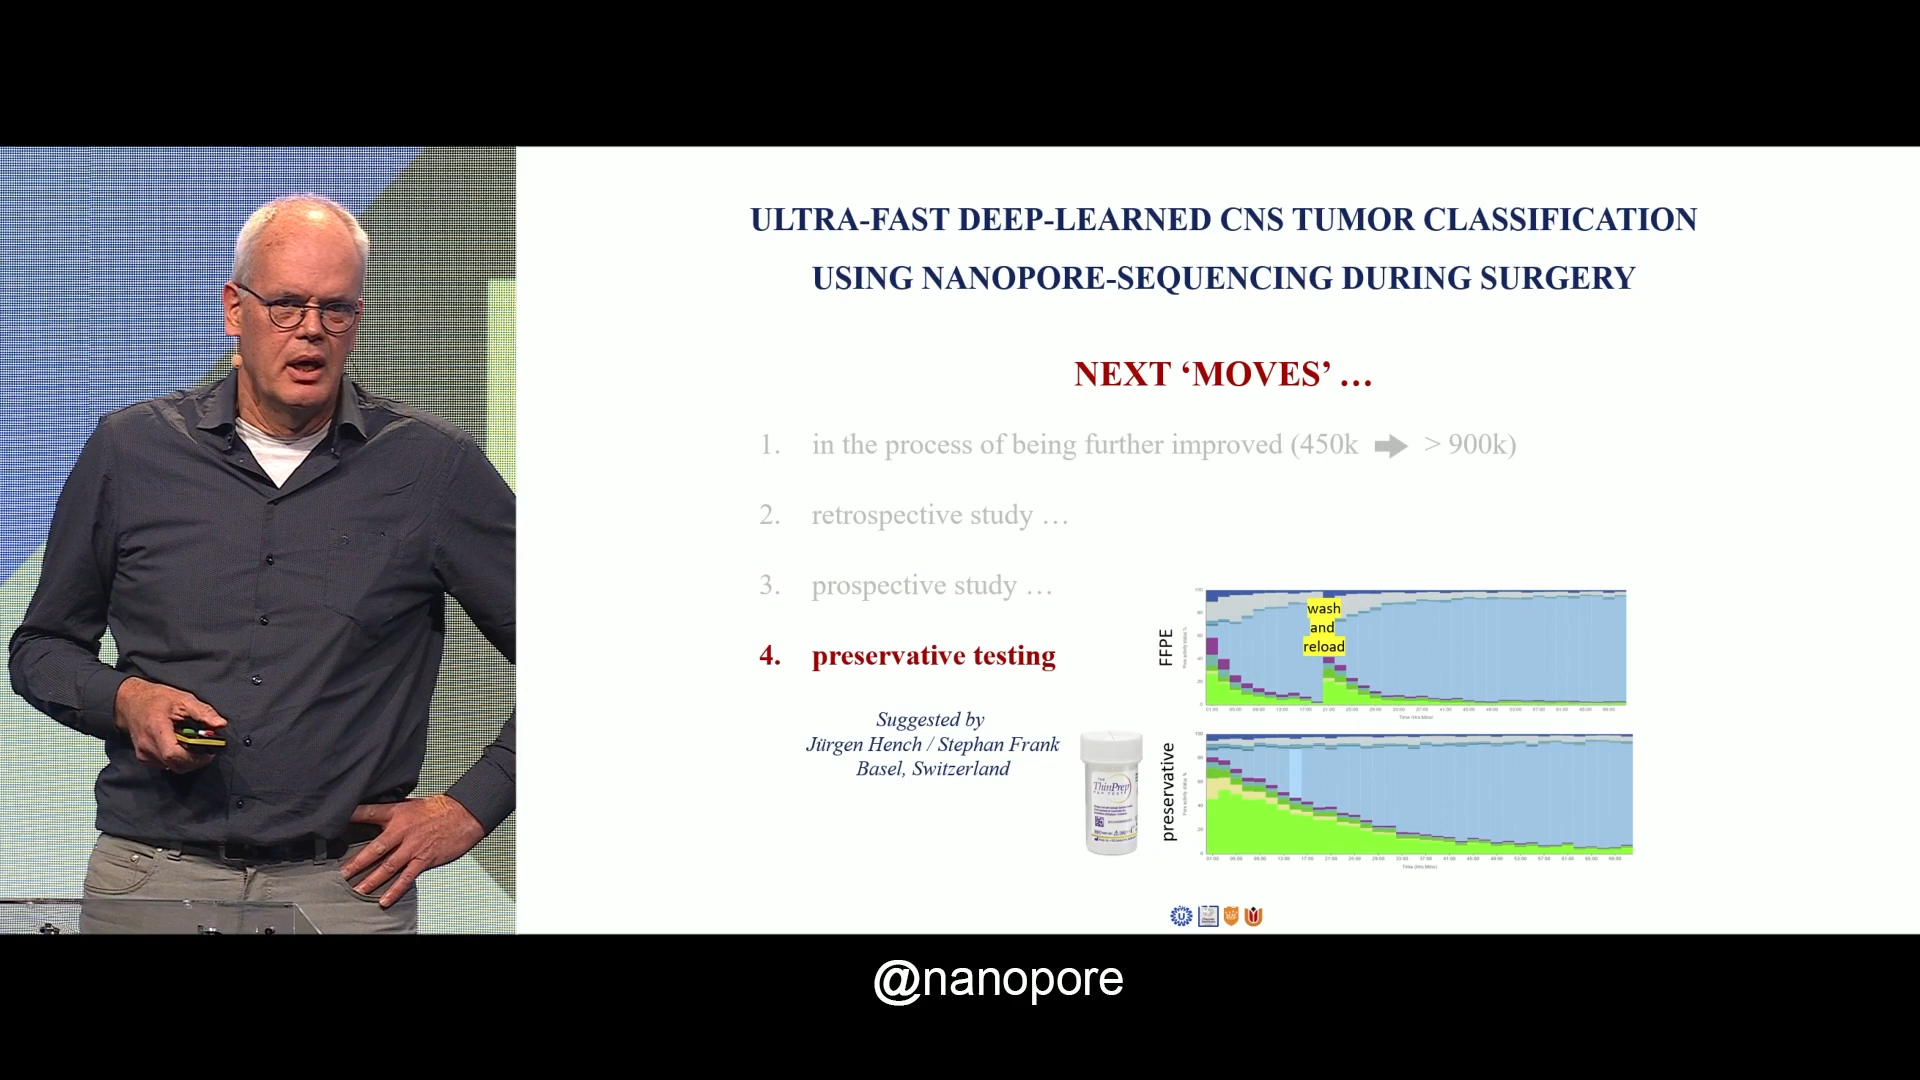 ULTRA-FAST DEEP-LEARNED CNS TUMOR CLASSIFICATION
USING NANOPORE-SEQUENCING DURING SURGERY
NEXT ‘MOVES’ …
1. in the process of being further improved (450k ➡ > 900k)
2. retrospective study …
3. prospective study …
4. preservative testing
Suggested by
Jürgen Hench / Stephan Frank
Basel, Switzerland
FFPE
wash
and
reload
preservative
ThinPrep
@nanopore